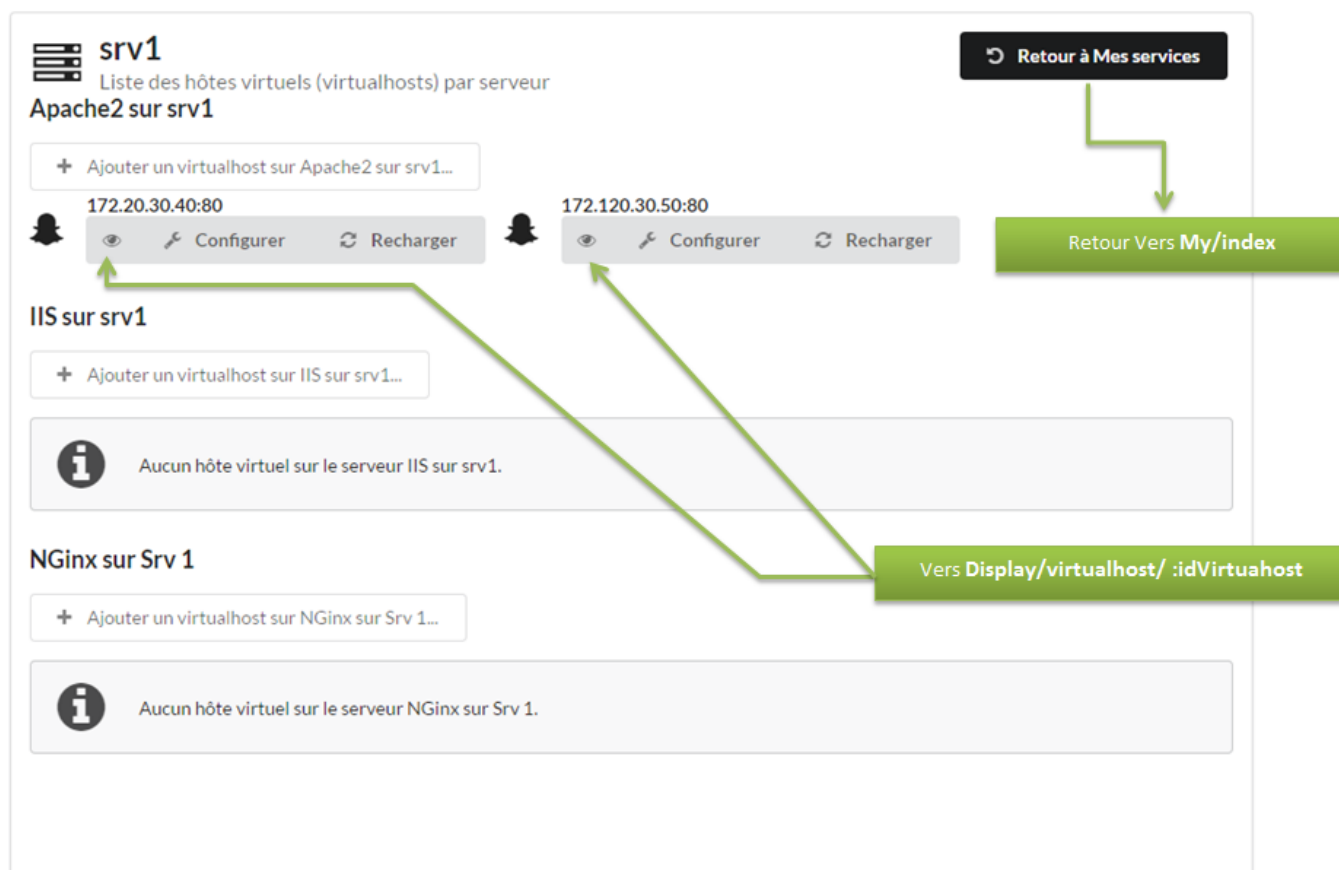 srv1
Retour à Mes services
Liste des hôtes virtuels (virtualhosts) par serveur
Apache2 sur srv1
Ajouter un virtualhost sur Apache2 sur srv1...
172.20.30.40:80
172.120.30.50:80
Configurer
Recharger
Configurer
Recharger
Retour Vers My/index
IIS sur srv1
Ajouter un virtualhost sur IIS sur srv1...
Aucun hôte virtuel sur le serveur IIS sur srv1.
NGinx sur Srv 1
Vers Display/virtualhost/ :idVirtuahost
Ajouter un virtualhost sur NGinx sur Srv 1...
Aucun hôte virtuel sur le serveur NGinx sur Srv 1.